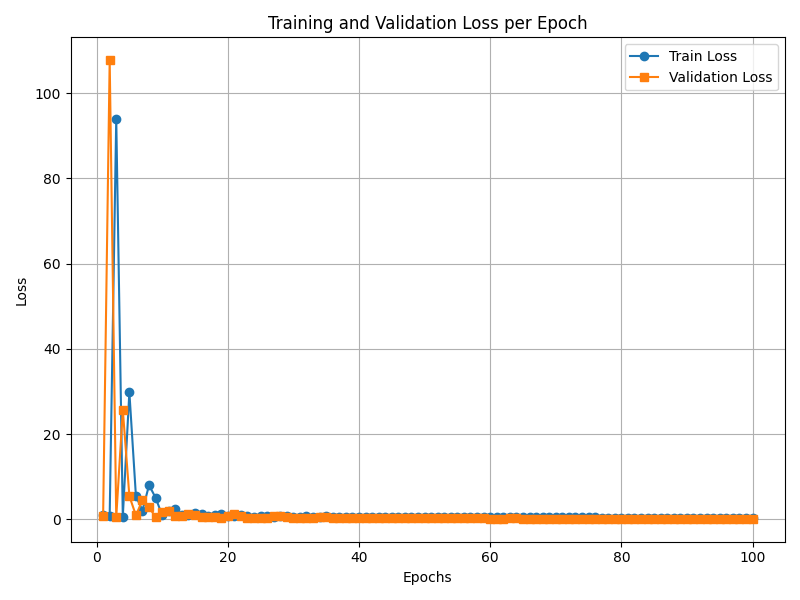 Training and Validation Loss per Epoch
Train Loss
Validation Loss
100
80
60
40
20
0
Loss
0
20
40
60
80
100
Epochs